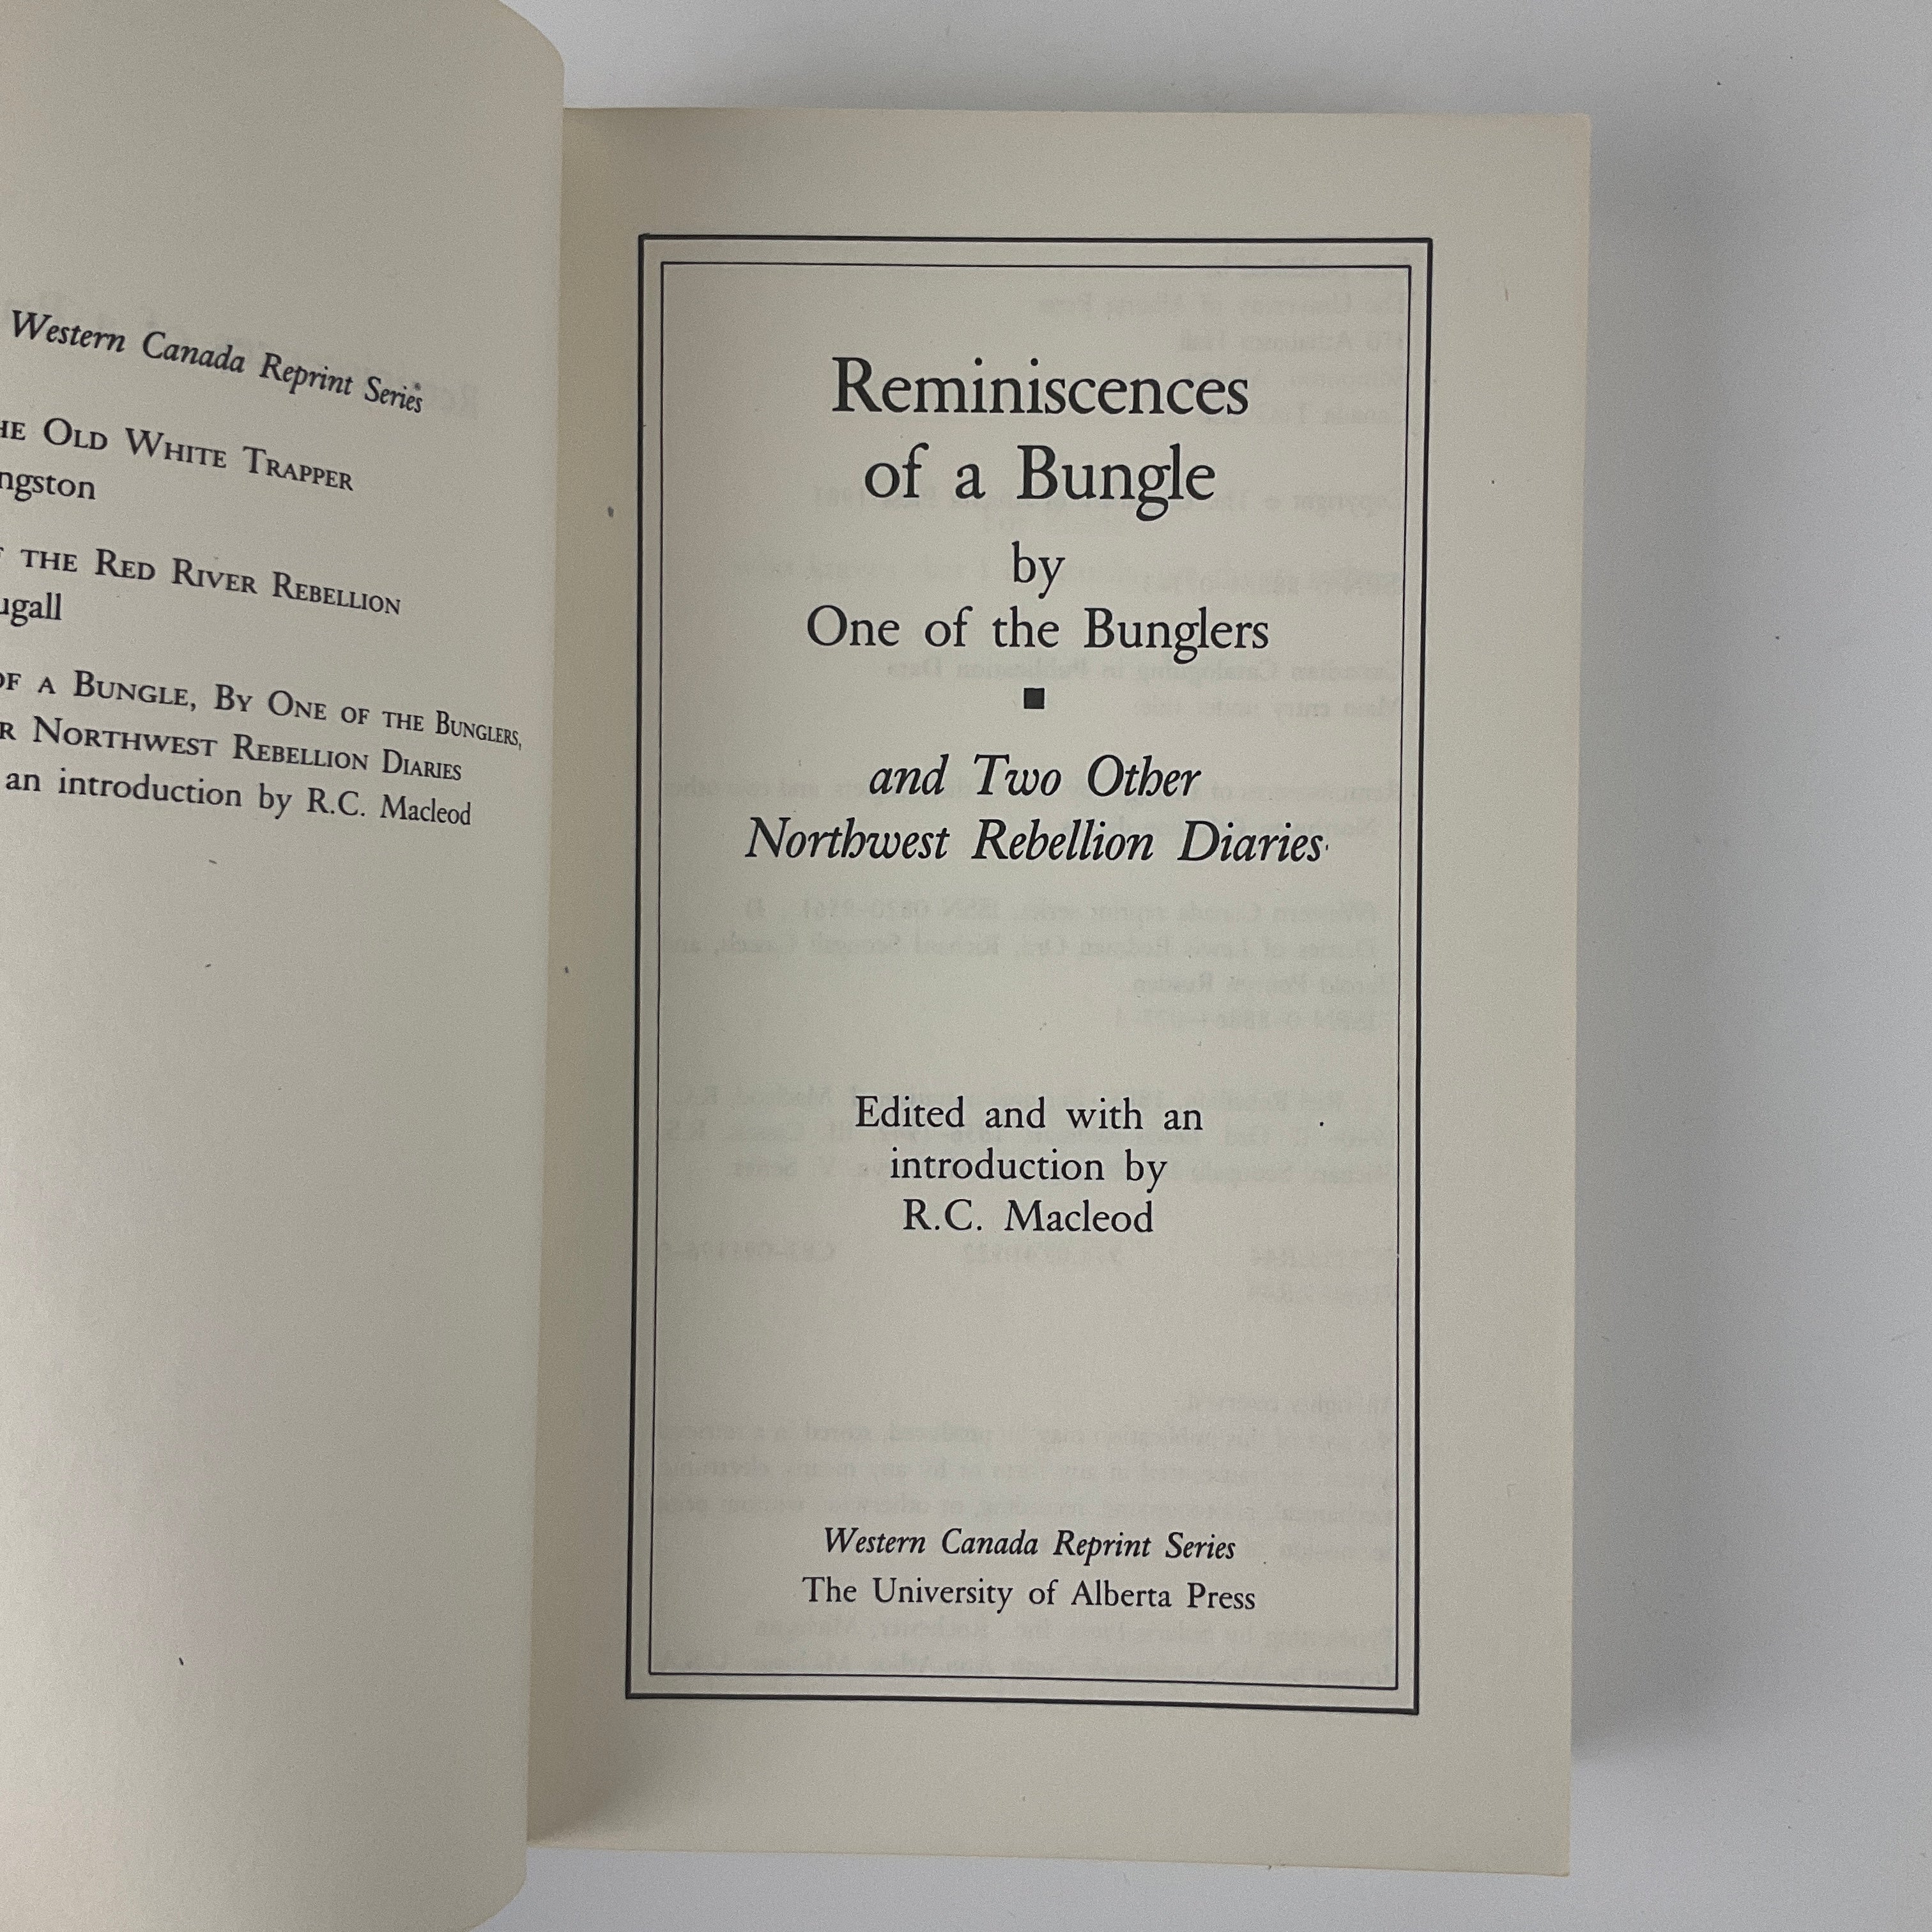 Western Canada Reprint Series
HE OLD WHITE TRAPPER
ngston
THE RED RIVER REBELLION
ugall
OF A BUNGLE, BY ONE OF THE BUNGLERS,
R NORTHWEST REBELLION DIARIES
an introduction by R.C. Macleod
Reminiscences
of a Bungle
by
One of the Bunglers
■
and Two Other
Northwest Rebellion Diaries
Edited and with an
introduction by
R.C. Macleod
Western Canada Reprint Series
The University of Alberta Press